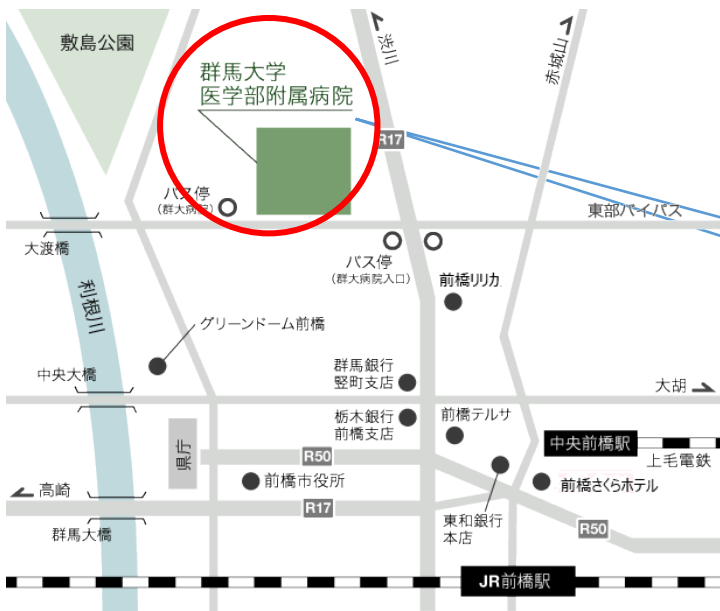 敷島公園
渋川
赤城山
群馬大学
医学部附属病院
R17
バス停
(群大病院)
東部バイパス
大渡橋
バス停
(群大病院入口)
前橋リリカ
利根川
グリーンドーム前橋
群馬銀行
竪町支店
中央大橋
大胡
栃木銀行
前橋支店
前橋テルサ
中央前橋駅
上毛電鉄
県庁
R50
前橋市役所
前橋さくらホテル
高崎
R17
東和銀行
本店
R50
群馬大橋
JR前橋駅